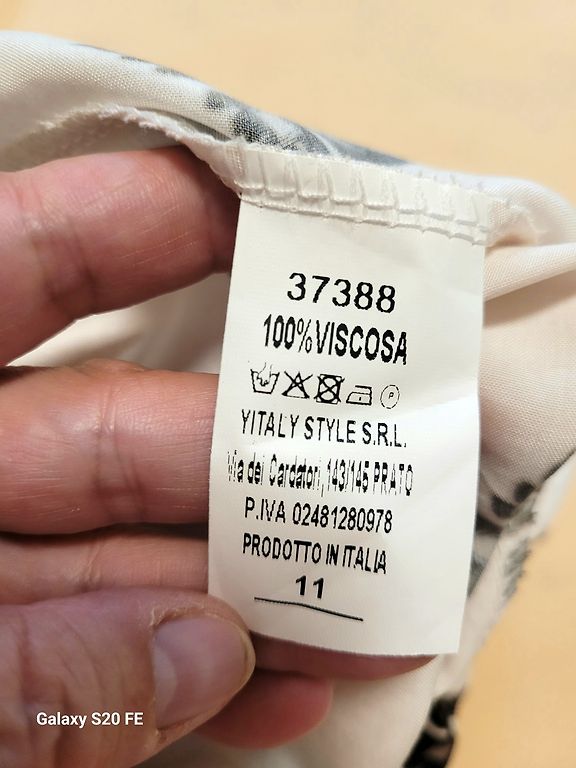 37388
100% VISCOSA
P
YITALY STYLE S.R.L.
Via dei Cardatori, 143/145 PRATO
P.IVA 02481280978
PRODOTTO IN ITALIA
11
Galaxy S20 FE